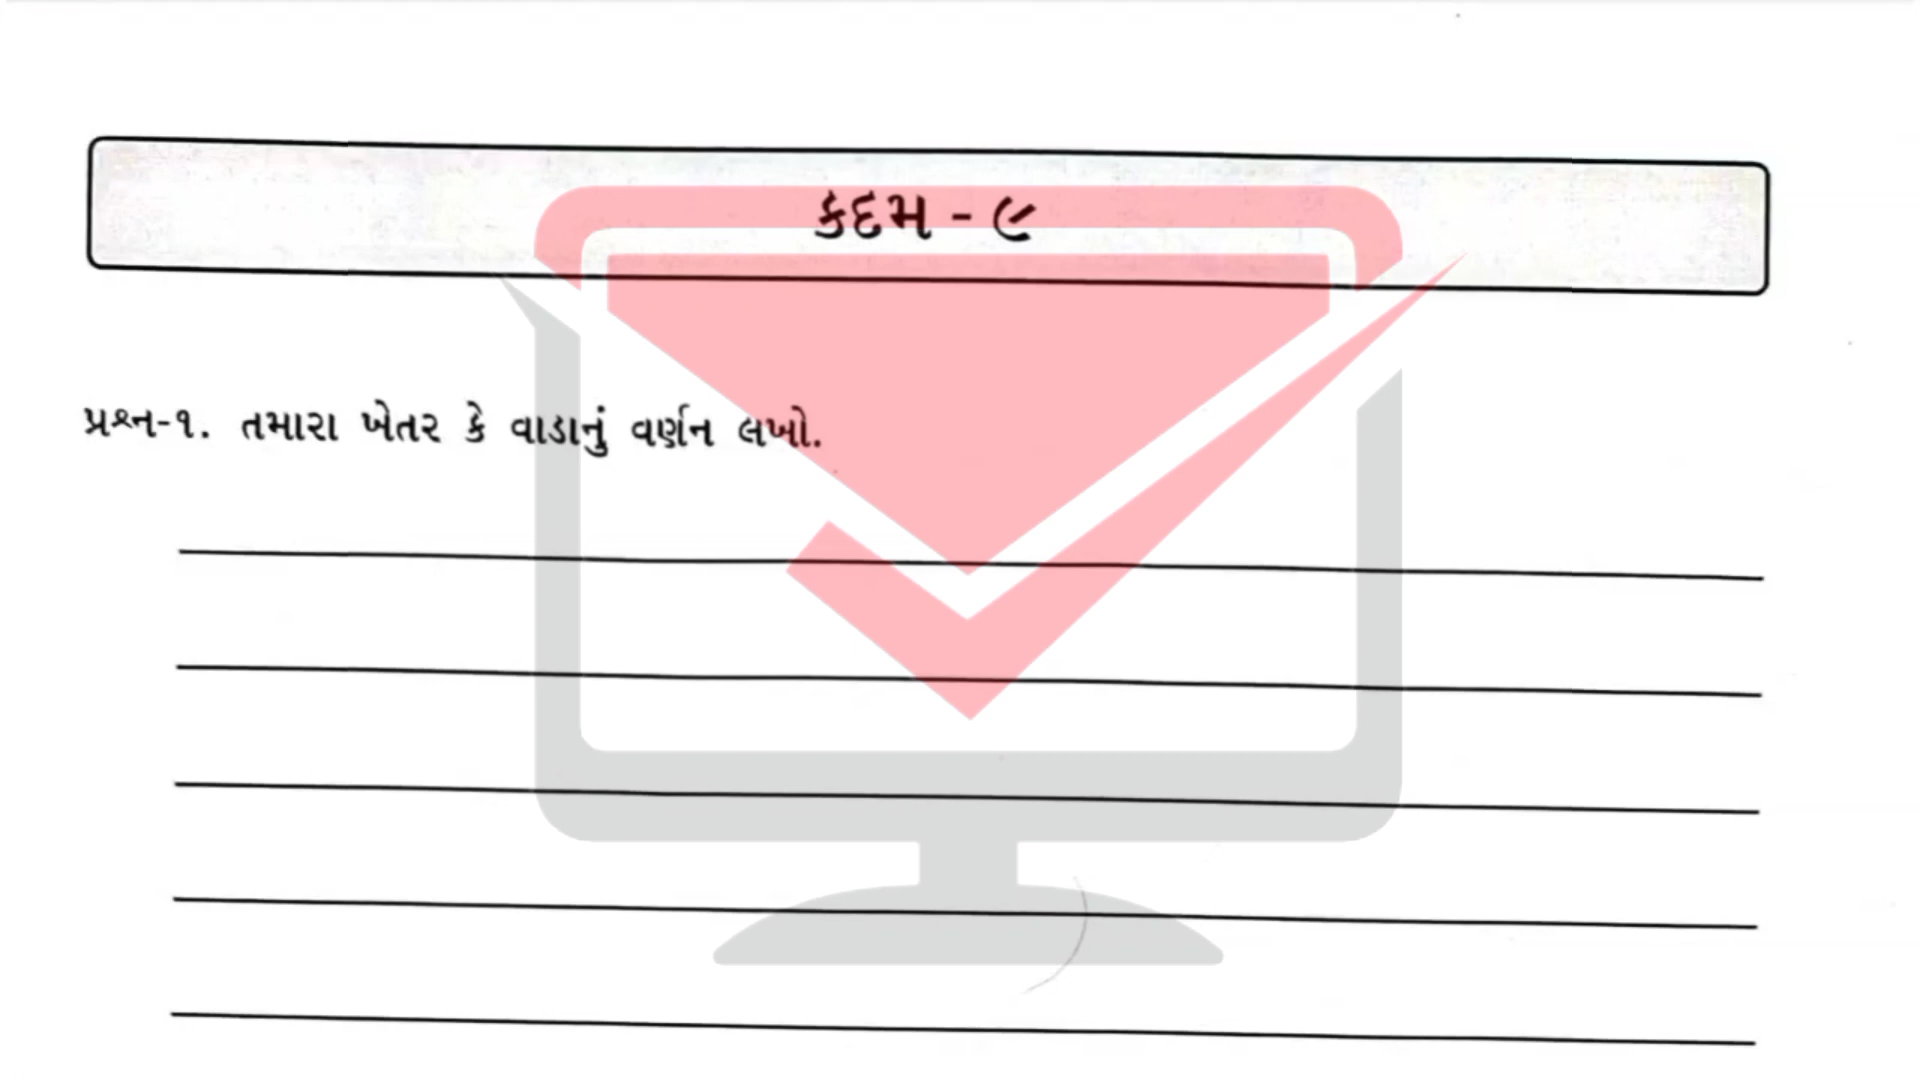 કદમ - ૯
પ્રશ્ન-૧. તમારા ખેતર કે વાડાનું વર્ણન લખો.